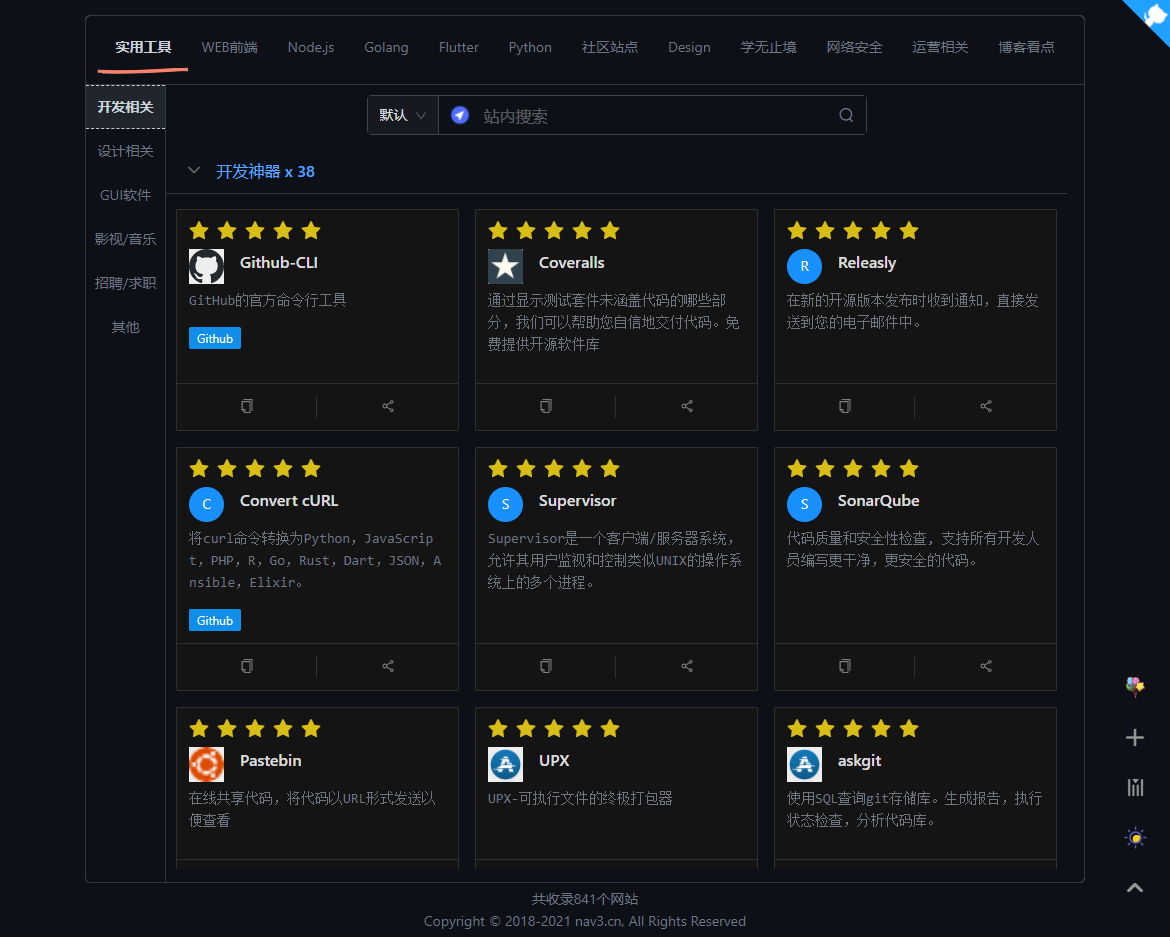 实用工具 WEB前端 Node.js Golang Flutter Python 社区站点 Design 学无止境 网络安全 运营相关 博客看点
开发相关
设计相关
GUI软件
影视/音乐
招聘/求职
其他
默认 站内搜索
开发神器 x 38
Github-CLI
GitHub的官方命令行工具
Github
Coveralls
通过显示测试套件未涵盖代码的哪些部
分，我们可以帮助您自信地交付代码。免
费提供开源软件库
R
Releasly
在新的开源版本发布时收到通知，直接发
送到您的电子邮件中。
C
Convert cURL
将curl命令转换为Python，JavaScrip
t，PHP，R，Go，Rust，Dart，JSON，A
nsible，Elixir。
Github
S
Supervisor
Supervisor是一个客户端/服务器系统，
允许其用户监视和控制类似UNIX的操作系
统上的多个进程。
S
SonarQube
代码质量和安全性检查，支持所有开发人
员编写更干净，更安全的代码。
Pastebin
在线共享代码，将代码以URL形式发送以
便查看
UPX
UPX-可执行文件的终极打包器
askgit
使用SQL查询git存储库。生成报告，执行
状态检查，分析代码库。
共收录841个网站
Copyright © 2018-2021 nav3.cn, All Rights Reserved